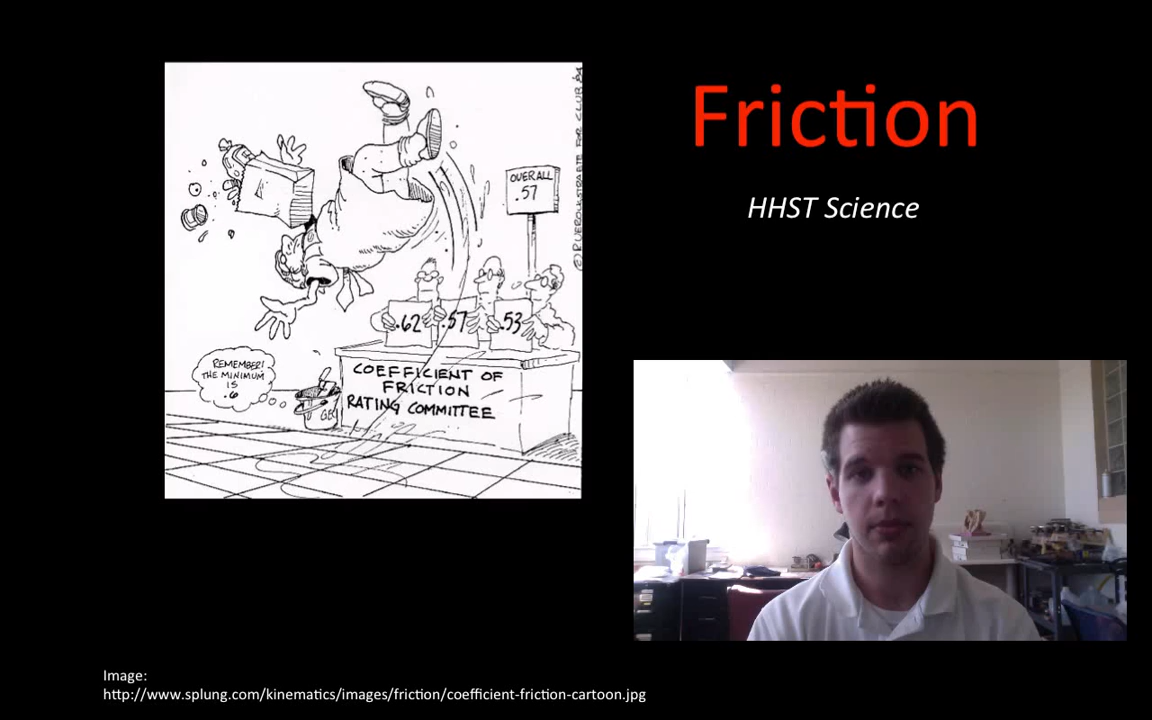 Friction
HHST Science
OVERALL
.57
.62
.57
.53
COEFFICIENT OF
FRICTION
RATING COMMITTEE
REMEMBER!
THE MINIMUM
IS
.6
Image:
http://www.splung.com/kinematics/images/friction/coefficient-friction-cartoon.jpg